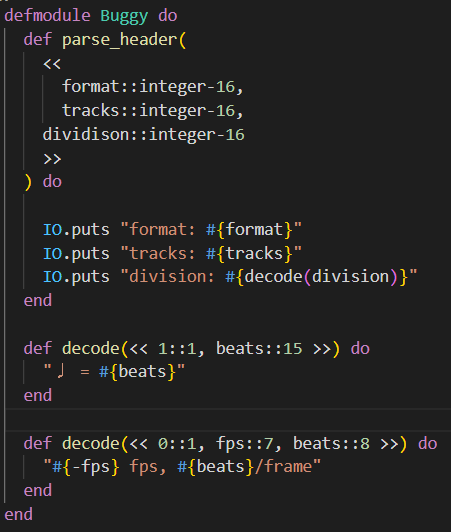 defmodule Buggy do
  def parse_header(
    <<
      format::integer-16,
      tracks::integer-16,
    dividison::integer-16
    >>
  ) do

    IO.puts "format: #{format}"
    IO.puts "tracks: #{tracks}"
    IO.puts "division: #{decode(division)}"
  end

  def decode(<< 1::1, beats::15 >>) do
    "♩ = #{beats}"
  end

  def decode(<< 0::1, fps::7, beats::8 >>) do
    "#{-fps} fps, #{beats}/frame"
  end
end